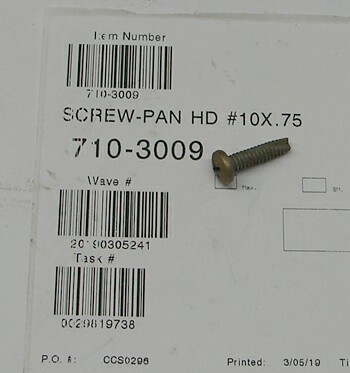 Item Number
710-3009
SCREW-PAN HD #10X.75
710-3009
Wave #
20190305241
Task #
0029819738
P.O. #: CCS0296 Printed: 3/05/19 Ti